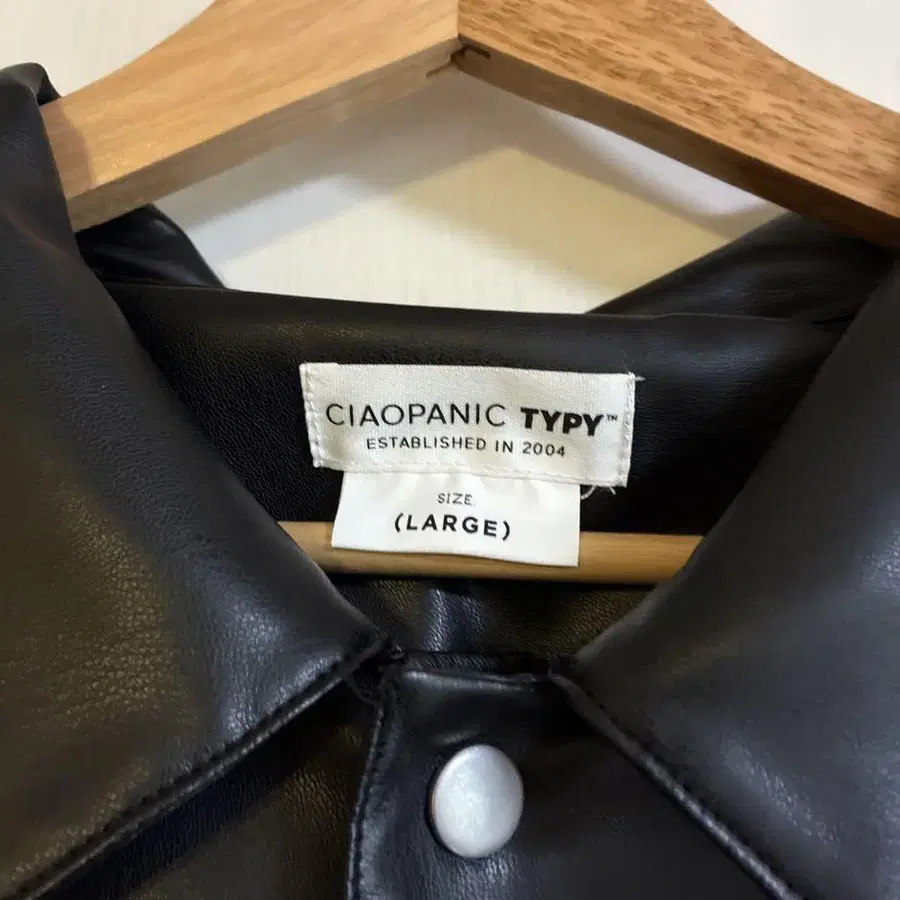 CIAOPANIC TYPY™
ESTABLISHED IN 2004
SIZE
(LARGE)